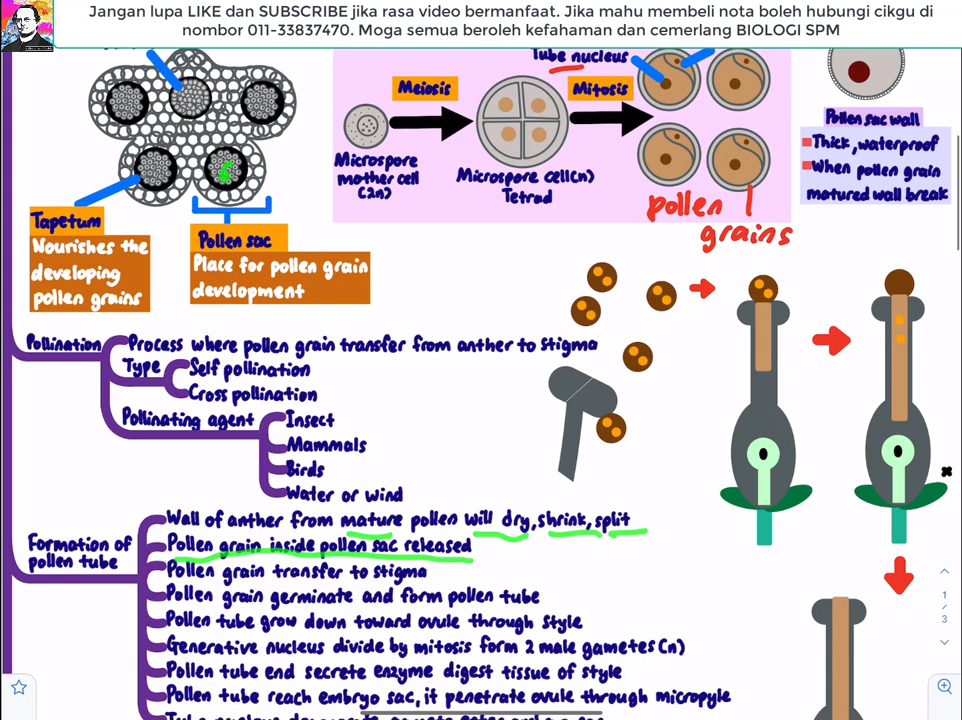 Jangan lupa LIKE dan SUBSCRIBE jika rasa video bermanfaat. Jika mahu membeli nota boleh hubungi cikgu di
nombor 011-33837470. Moga semua beroleh kefahaman dan cemerlang BIOLOGI SPM
Tube nucleus
Meiosis
Mitosis
Microspore
mother cell
(2n)
Microspore cell(n)
Tetrad
pollen
grains
Pollen sac wall
Thick, waterproof
When pollen grain
matured wall break
Tapetum
Nourishes the
developing
pollen grains
Pollen sac
Place for pollen grain
development
Pollination
Process where pollen grain transfer from anther to stigma
Type
Self pollination
Cross pollination
Pollinating agent
Insect
Mammals
Birds
Water or wind
Formation of
pollen tube
Wall of anther from mature pollen will dry, shrink, split
Pollen grain inside pollen sac released
Pollen grain transfer to stigma
Pollen grain germinate and form pollen tube
Pollen tube grow down toward ovule through style
Generative nucleus divide by mitosis form 2 male gametes (n)
Pollen tube end secrete enzyme digest tissue of style
Pollen tube reach embryo sac, it penetrate ovule through micropyle
1
/
3